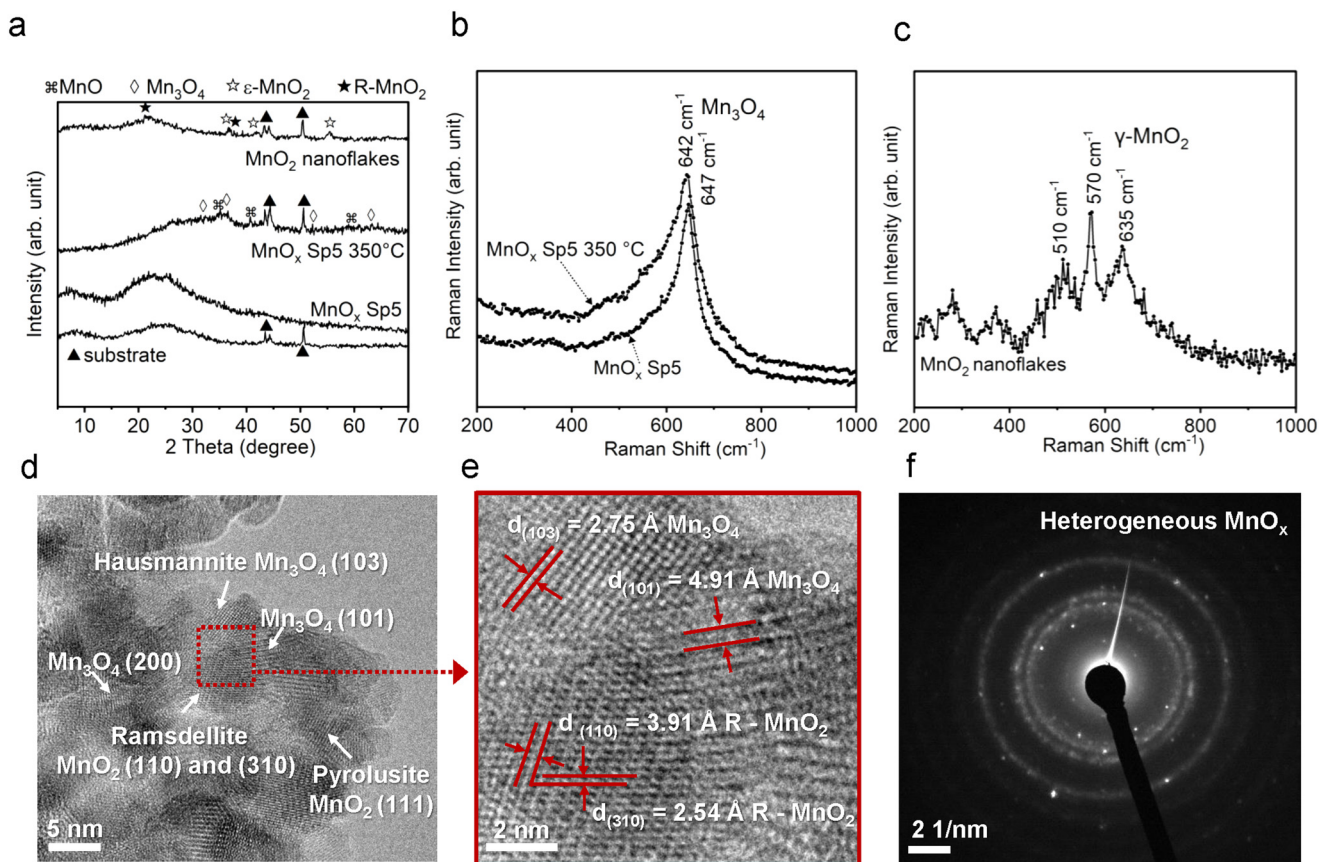 a
⌘MnO ◊ Mn₃O₄ ☆ ε-MnO₂ ★R-MnO₂
MnO₂ nanoflakes
MnOₓ Sp5 350°C
MnOₓ Sp5
▲substrate
Intensity (arb. unit)
10 20 30 40 50 60 70
2 Theta (degree)
b
Mn₃O₄
642 cm⁻¹
647 cm⁻¹
MnOₓ Sp5 350 °C
MnOₓ Sp5
Raman Intensity (arb. unit)
200 400 600 800 1000
Raman Shift (cm⁻¹)
c
γ-MnO₂
510 cm⁻¹
570 cm⁻¹
635 cm⁻¹
MnO₂ nanoflakes
Raman Intensity (arb. unit)
200 400 600 800 1000
Raman Shift (cm⁻¹)
d
Hausmannite Mn₃O₄ (103)
Mn₃O₄ (101)
Mn₃O₄ (200)
Ramsdellite
MnO₂ (110) and (310)
Pyrolusite
MnO₂ (111)
5 nm
e
d(103) = 2.75 Å Mn₃O₄
d(101) = 4.91 Å Mn₃O₄
d (110) = 3.91 Å R - MnO₂
d(310) = 2.54 Å R - MnO₂
2 nm
f
Heterogeneous MnOₓ
2 1/nm